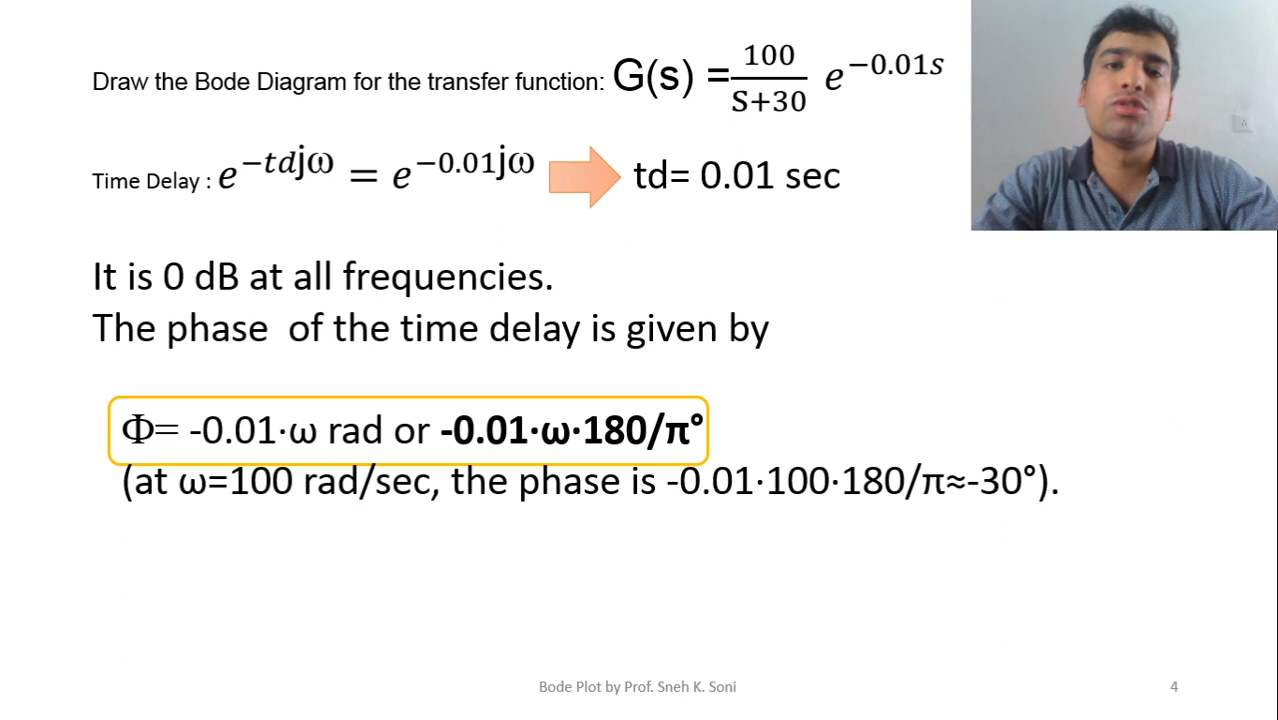 Draw the Bode Diagram for the transfer function: G(s) = 100/(S+30) e^(−0.01s)
Time Delay : e^(−tdjω) = e^(−0.01jω) td= 0.01 sec
It is 0 dB at all frequencies.
The phase of the time delay is given by
Φ= -0.01·ω rad or -0.01·ω·180/π°
(at ω=100 rad/sec, the phase is -0.01·100·180/π≈-30°).
Bode Plot by Prof. Sneh K. Soni 4